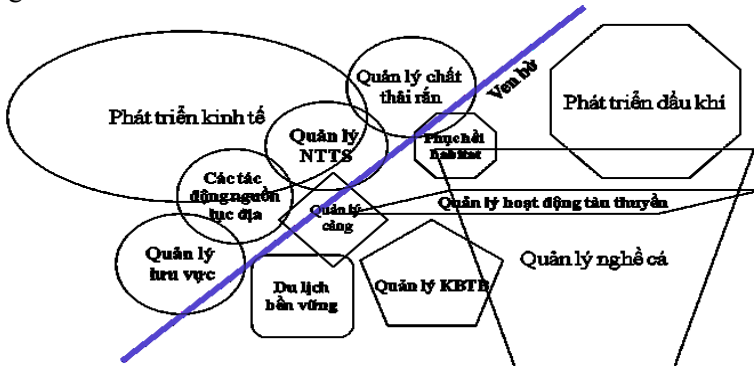 Quản lý chất
thải rắn
Ven bờ
Phát triển dầu khí
Phát triển kinh tế
Quản lý
NTTS
Phục hồi
habitat
Các tác
động nguồn
lục địa
Quản lý
cảng
Quản lý hoạt động tàu thuyền
Quản lý
lưu vực
Du lịch
bền vững
Quản lý KBTB
Quản lý nghề cá